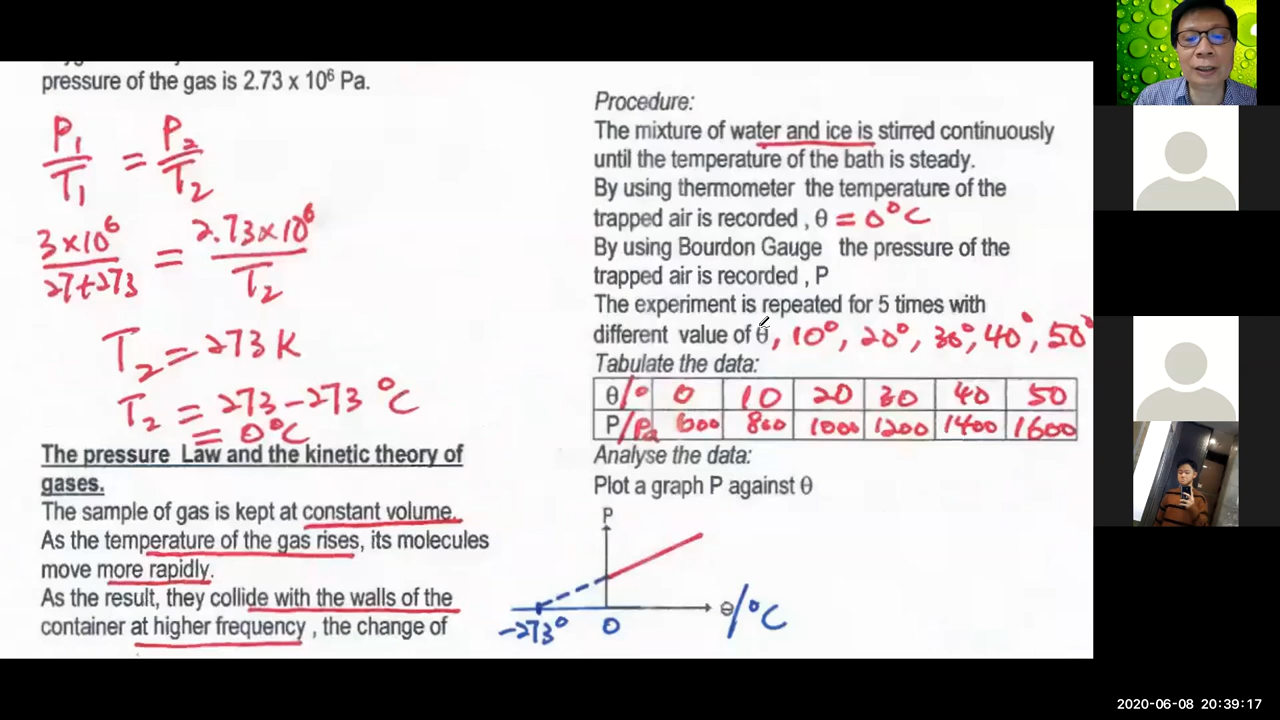 pressure of the gas is 2.73 x 10⁶ Pa.
P₁/T₁ = P₂/T₂
3×10⁶/27+273 = 2.73×10⁶/T₂
T₂ = 273 K
T₂ = 273-273 °C
= 0°C
The pressure Law and the kinetic theory of
gases.
The sample of gas is kept at constant volume.
As the temperature of the gas rises, its molecules
move more rapidly.
As the result, they collide with the walls of the
container at higher frequency , the change of
Procedure:
The mixture of water and ice is stirred continuously
until the temperature of the bath is steady.
By using thermometer the temperature of the
trapped air is recorded , θ = 0°C
By using Bourdon Gauge the pressure of the
trapped air is recorded , P
The experiment is repeated for 5 times with
different value of θ, 10°, 20°, 30°, 40°, 50°
Tabulate the data:
θ/° 0 10 20 30 40 50
P/Pa 600 800 1000 1200 1400 1600
Analyse the data:
Plot a graph P against θ
P
θ/°C
-273° 0
2020-06-08 20:39:17